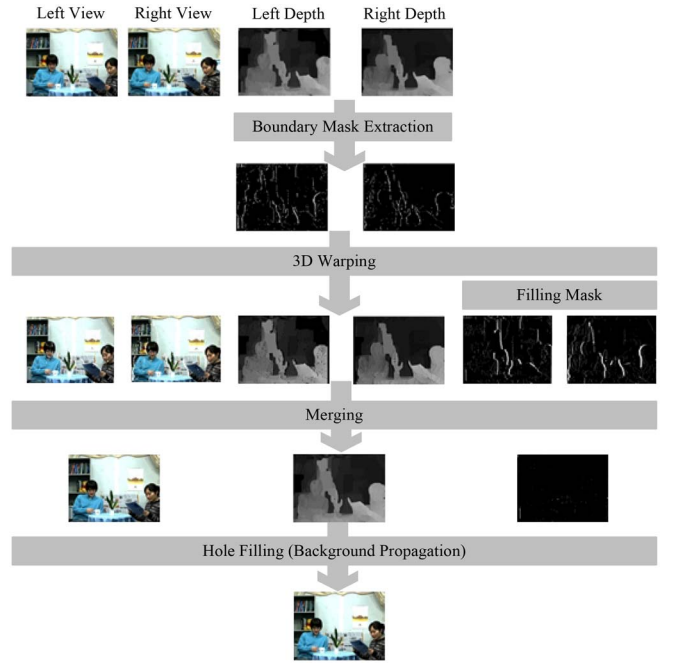 Left View
Right View
Left Depth
Right Depth
Boundary Mask Extraction
3D Warping
Filling Mask
Merging
Hole Filling (Background Propagation)